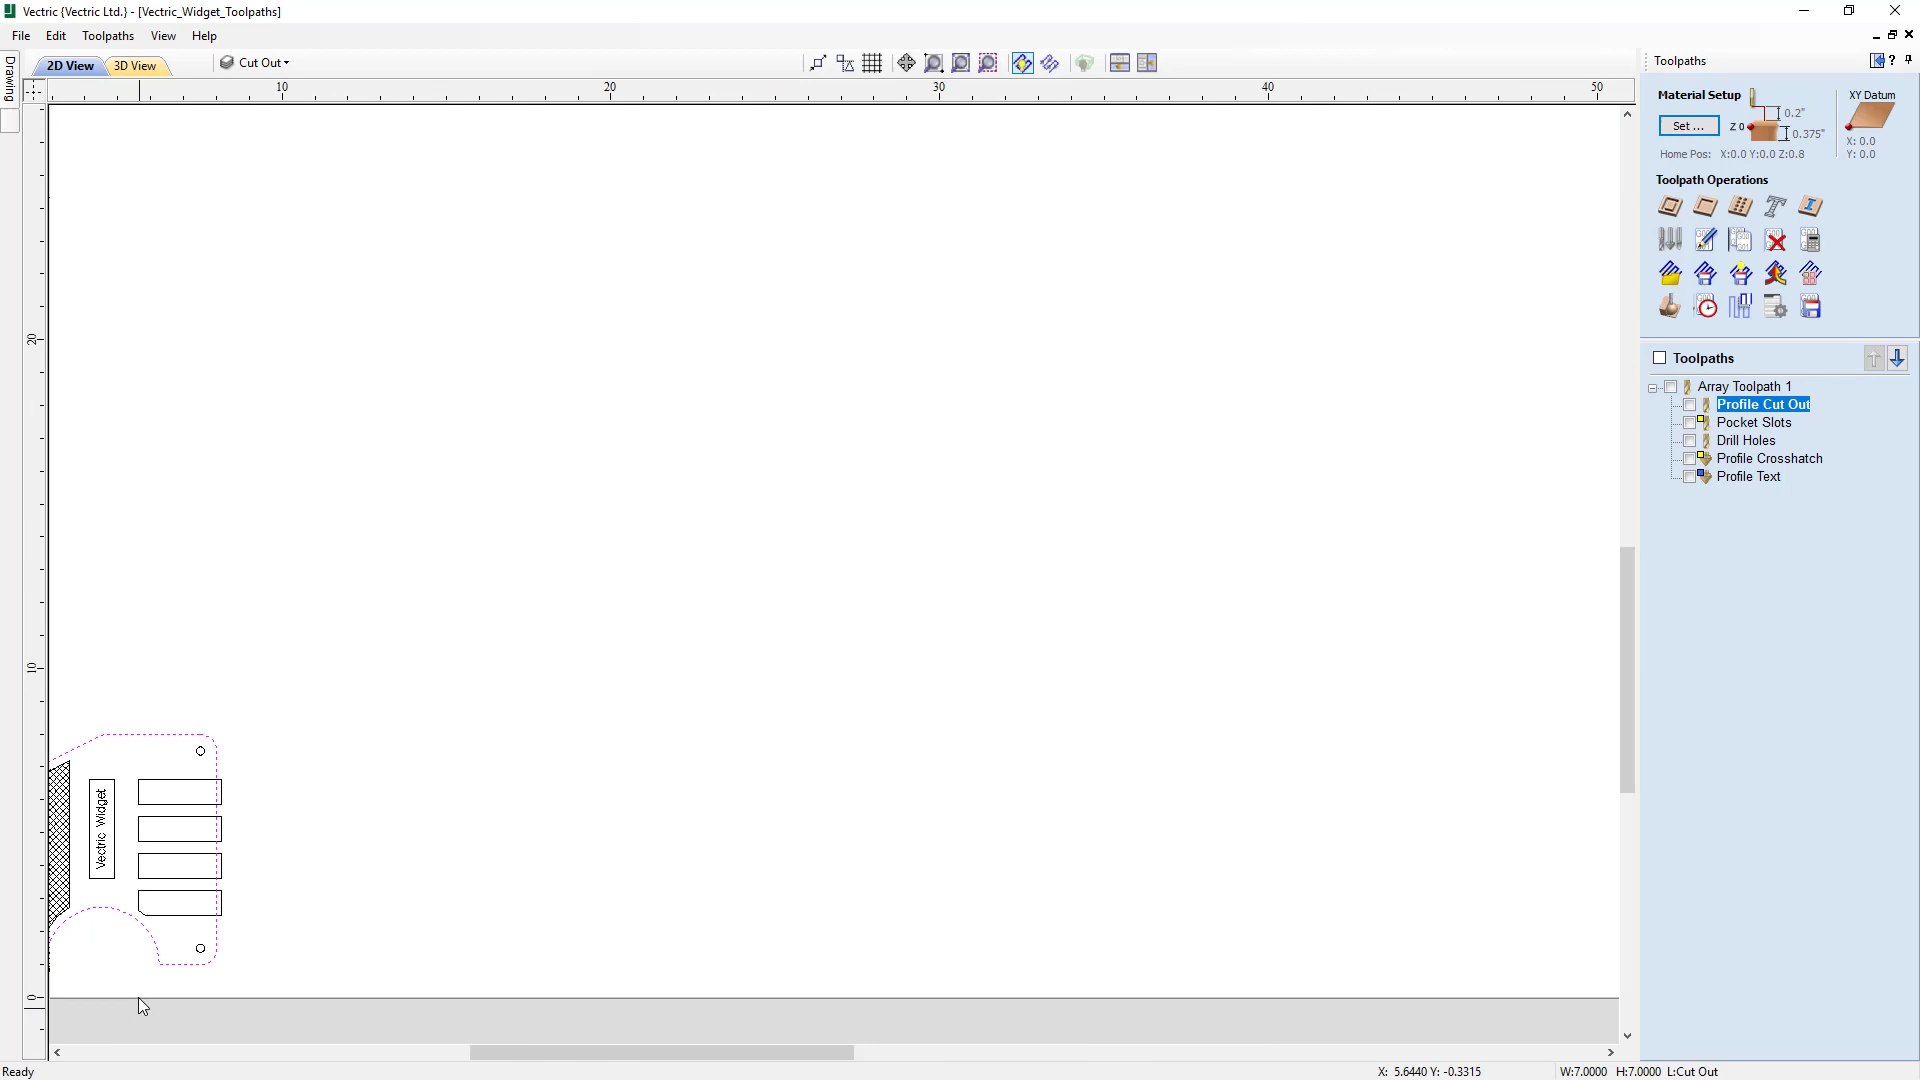 Vectric {Vectric Ltd.} - [Vectric_Widget_Toolpaths]
File Edit Toolpaths View Help
Drawing
2D View 3D View Cut Out
10 20 30 40 50
20
10
0
Vectric Widget
Toolpaths
Material Setup
Set ...
Z 0
0.2"
0.375"
XY Datum
X: 0.0
Y: 0.0
Home Pos: X:0.0 Y:0.0 Z:0.8
Toolpath Operations
Toolpaths
Array Toolpath 1
Profile Cut Out
Pocket Slots
Drill Holes
Profile Crosshatch
Profile Text
Ready
X: 5.6440 Y: -0.3315
W:7.0000 H:7.0000 L:Cut Out